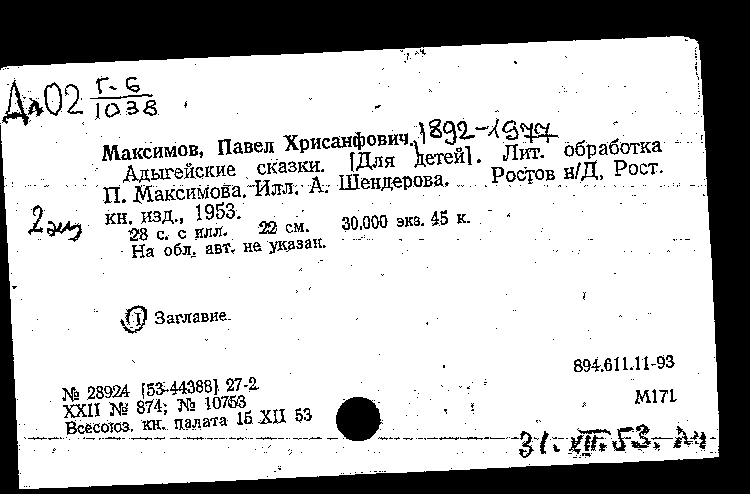 Дл02 Г-6
1038
Максимов, Павел Хрисанфович, 1892-1977
Адыгейские сказки. [Для детей]. Лит. обработка
П. Максимова. Илл. А. Шендерова. Ростов н/Д, Рост.
кн. изд., 1953.
2 экз
28 с. с илл. 22 см. 30.000 экз. 45 к.
На обл. авт. не указан.
I Заглавие.
894.611.11-93
№ 28924 [53-44388] 27-2
XXII № 874; № 10753
М171
Всесоюз. кн. палата 15 XII 53
31.XII.53.